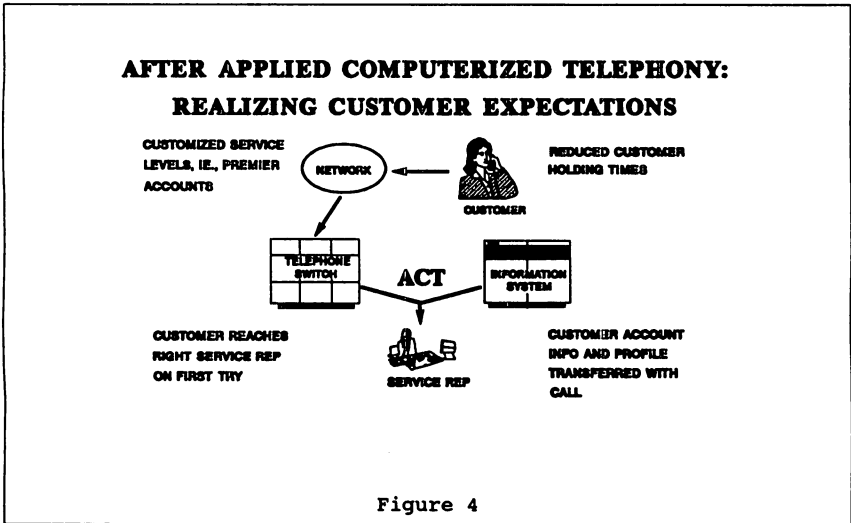 AFTER APPLIED COMPUTERIZED TELEPHONY:
REALIZING CUSTOMER EXPECTATIONS
CUSTOMIZED SERVICE
LEVELS, IE., PREMIER
ACCOUNTS
NETWORK
CUSTOMER
REDUCED CUSTOMER
HOLDING TIMES
TELEPHONE
SWITCH
ACT
INFORMATION
SYSTEM
CUSTOMER REACHES
RIGHT SERVICE REP
ON FIRST TRY
SERVICE REP
CUSTOMER ACCOUNT
INFO AND PROFILE
TRANSFERRED WITH
CALL
Figure 4